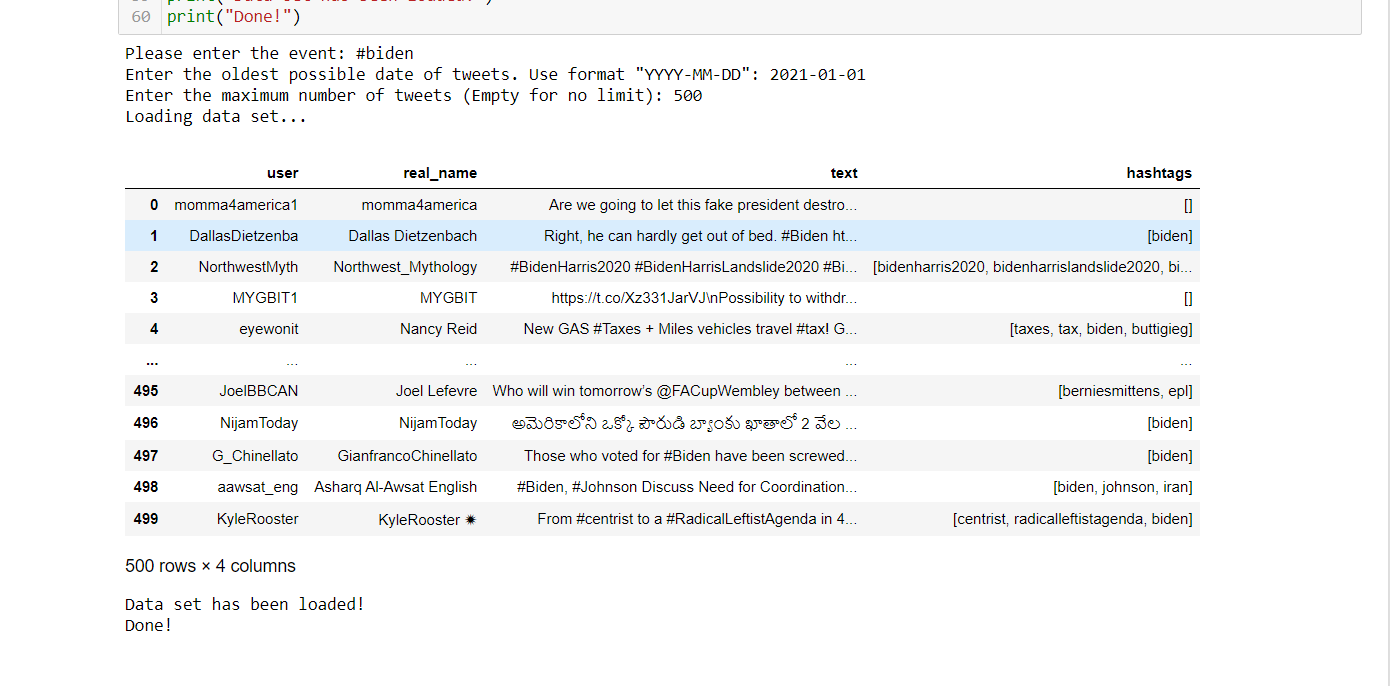 60 print("Done!")
Please enter the event: #biden
Enter the oldest possible date of tweets. Use format "YYYY-MM-DD": 2021-01-01
Enter the maximum number of tweets (Empty for no limit): 500
Loading data set...
user real_name text hashtags
0 momma4america1 momma4america Are we going to let this fake president destro... []
1 DallasDietzenba Dallas Dietzenbach Right, he can hardly get out of bed. #Biden ht... [biden]
2 NorthwestMyth Northwest_Mythology #BidenHarris2020 #BidenHarrisLandslide2020 #Bi... [bidenharris2020, bidenharrislandslide2020, bi...
3 MYGBIT1 MYGBIT https://t.co/Xz331JarVJ\nPossibility to withdr... []
4 eyewonit Nancy Reid New GAS #Taxes + Miles vehicles travel #tax! G... [taxes, tax, biden, buttigieg]
... ... ... ... ...
495 JoelBBCAN Joel Lefevre Who will win tomorrow’s @FACupWembley between ... [berniesmittens, epl]
496 NijamToday NijamToday అమెరికాలోని ఒక్కో పౌరుడి బ్యాంకు ఖాతాలో 2 వేల ... [biden]
497 G_Chinellato GianfrancoChinellato Those who voted for #Biden have been screwed... [biden]
498 aawsat_eng Asharq Al-Awsat English #Biden, #Johnson Discuss Need for Coordination... [biden, johnson, iran]
499 KyleRooster KyleRooster ✷ From #centrist to a #RadicalLeftistAgenda in 4... [centrist, radicalleftistagenda, biden]
500 rows × 4 columns
Data set has been loaded!
Done!